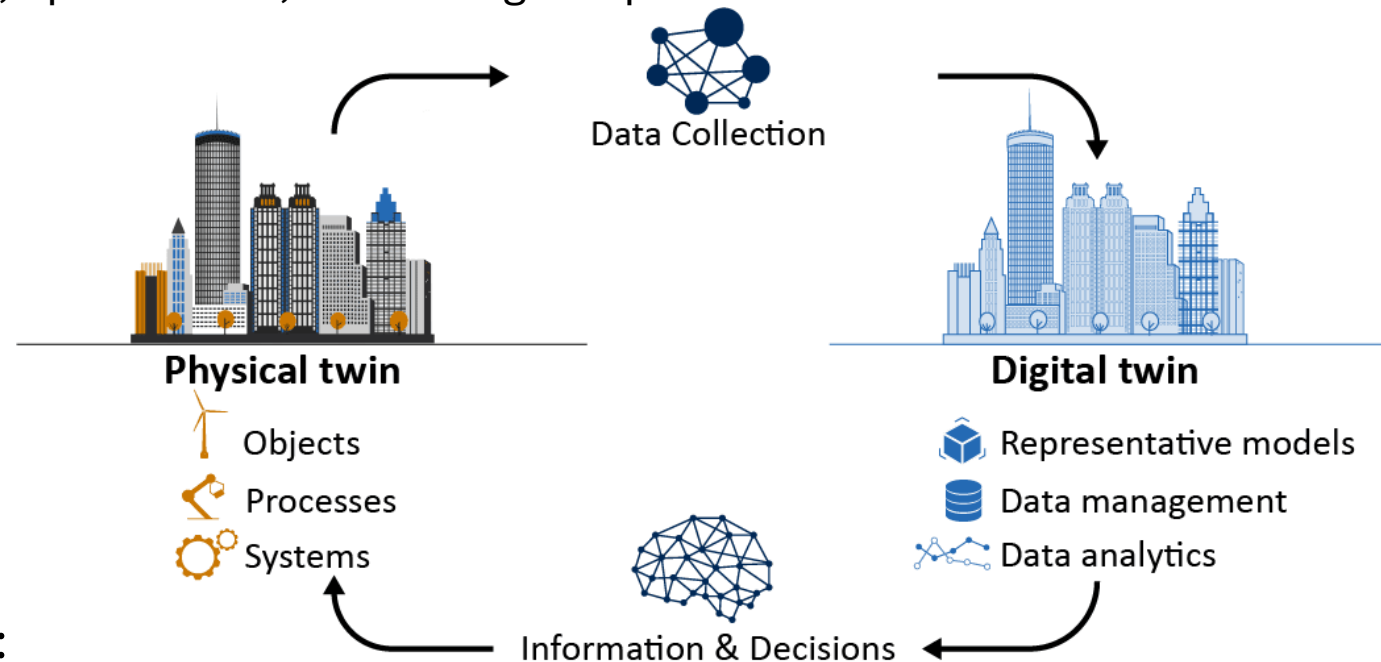 Data Collection
Physical twin
Digital twin
Objects
Representative models
Processes
Data management
Systems
Data analytics
:
Information & Decisions